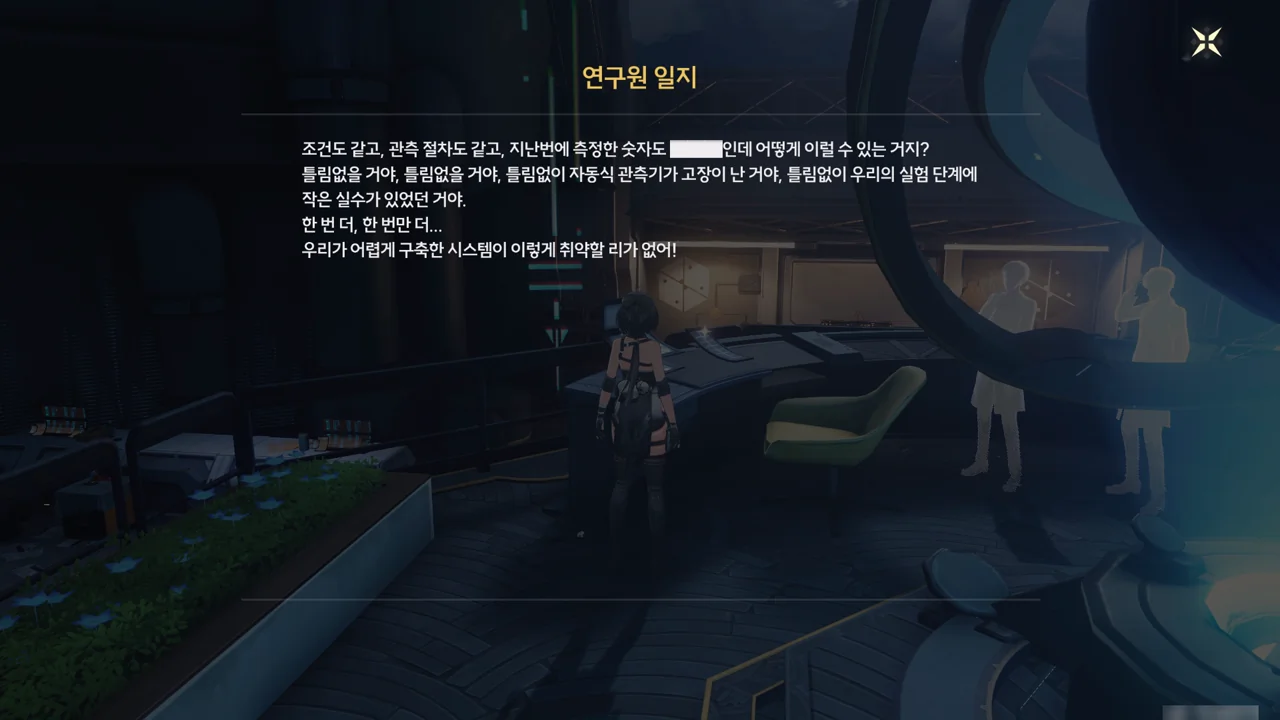 연구원 일지
조건도 같고, 관측 절차도 같고, 지난번에 측정한 숫자도 인데 어떻게 이럴 수 있는 거지?
틀림없을 거야, 틀림없을 거야, 틀림없이 자동식 관측기가 고장이 난 거야, 틀림없이 우리의 실험 단계에
작은 실수가 있었던 거야.
한 번 더, 한 번만 더...
우리가 어렵게 구축한 시스템이 이렇게 취약할 리가 없어!